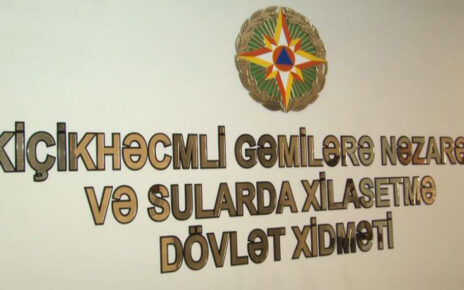 KİÇİKHƏCMLİ GƏMİLƏRƏ NƏZARƏ
VƏ SULARDA XİLASETMƏ
DÖVLƏT XİDMƏTİ